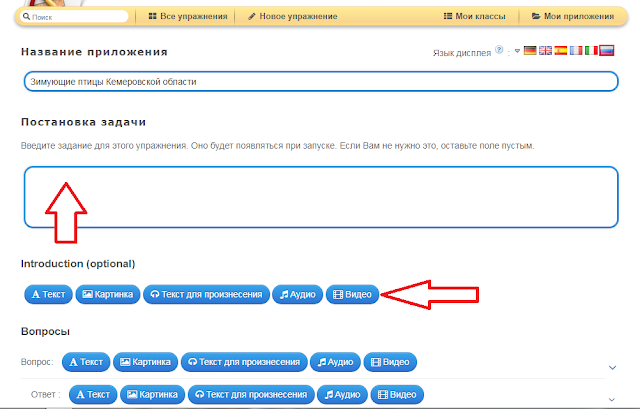 Поиск Все упражнения Новое упражнение Мои классы Мои приложения
Название приложения
Язык дисплея ? :
Зимующие птицы Кемеровской области
Постановка задачи
Введите задание для этого упражнения. Оно будет появляться при запуске. Если Вам не нужно это, оставьте поле пустым.
Introduction (optional)
Текст Картинка Текст для произнесения Аудио Видео
Вопросы
Вопрос: Текст Картинка Текст для произнесения Аудио Видео
Ответ : Текст Картинка Текст для произнесения Аудио Видео